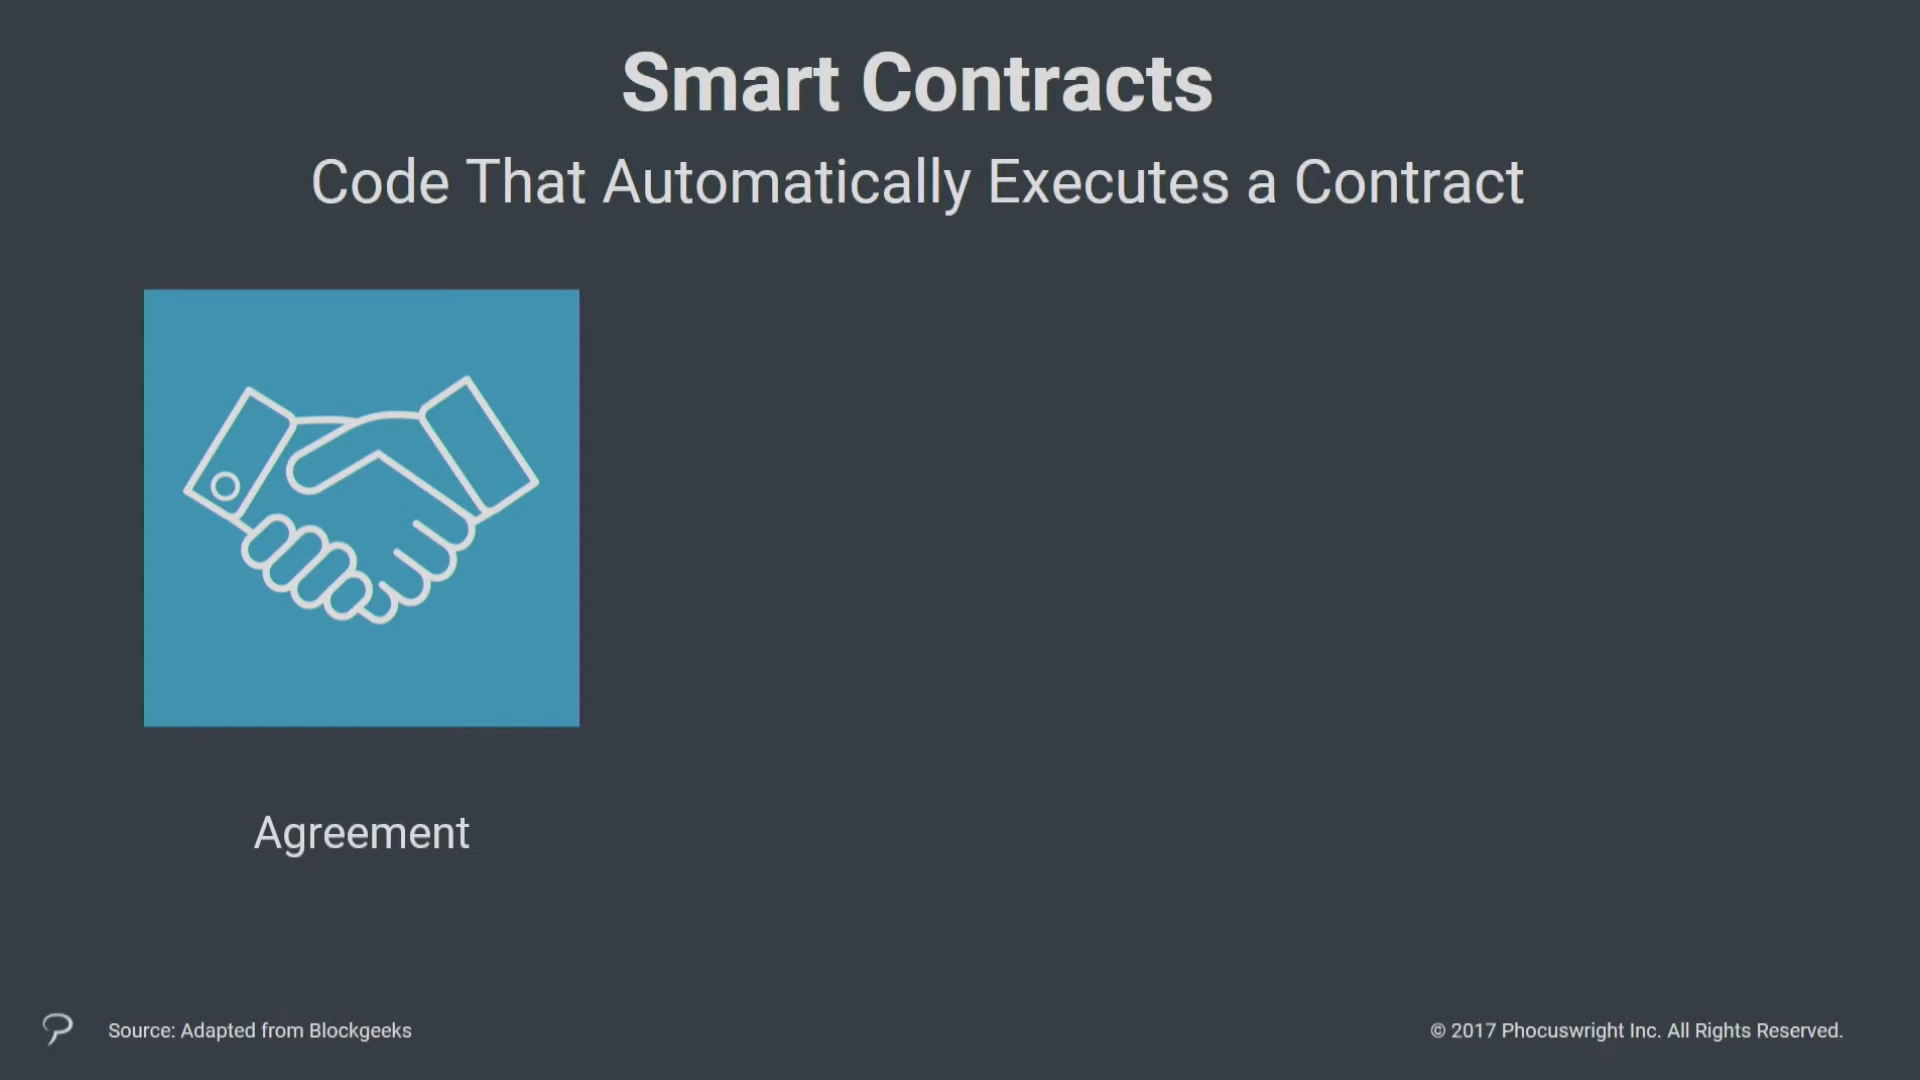 Smart Contracts
Code That Automatically Executes a Contract
Agreement
Source: Adapted from Blockgeeks
© 2017 Phocuswright Inc. All Rights Reserved.